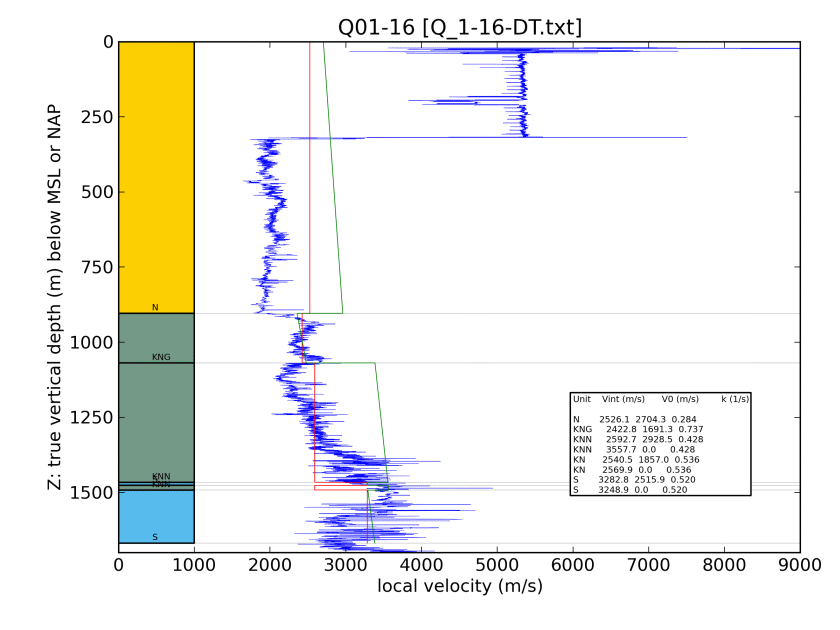 Q01-16 [Q_1-16-DT.txt]
Z: true vertical depth (m) below MSL or NAP
0
250
500
750
1000
1250
1500
N
KNG
KNN
KNN
S
Unit Vint (m/s) V0 (m/s) k (1/s)
N 2526.1 2704.3 0.284
KNG 2422.8 1691.3 0.737
KNN 2592.7 2928.5 0.428
KNN 3557.7 0.0 0.428
KN 2540.5 1857.0 0.536
KN 2569.9 0.0 0.536
S 3282.8 2515.9 0.520
S 3248.9 0.0 0.520
0 1000 2000 3000 4000 5000 6000 7000 8000 9000
local velocity (m/s)